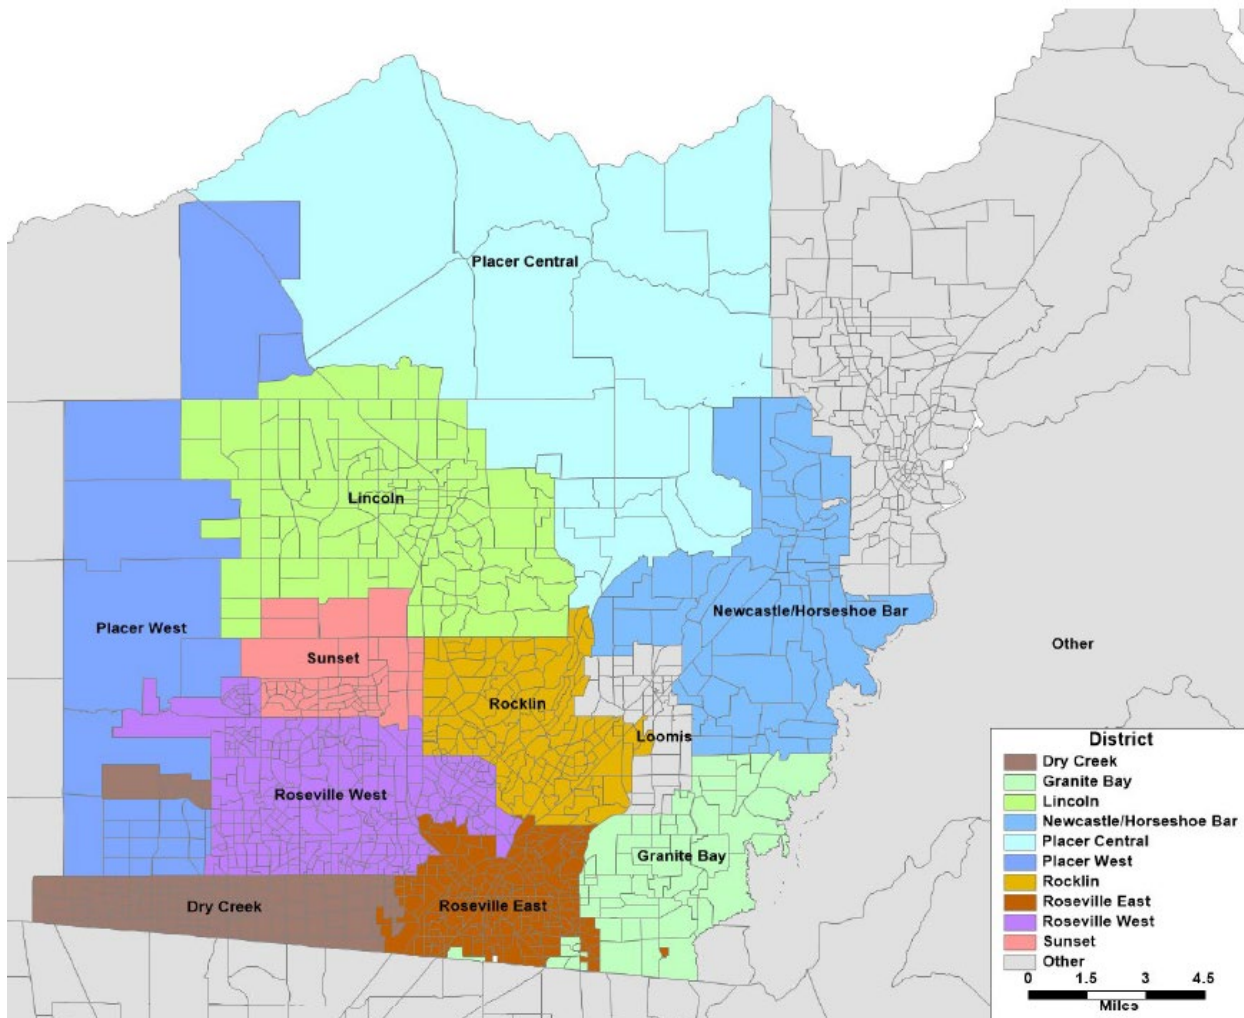 Placer Central
Lincoln
Newcastle/Horseshoe Bar
Placer West
Other
Sunset
Rocklin
Loomis
Roseville West
Granite Bay
Dry Creek
Roseville East
District
Dry Creek
Granite Bay
Lincoln
Newcastle/Horseshoe Bar
Placer Central
Placer West
Rocklin
Roseville East
Roseville West
Sunset
Other
0 1.5 3 4.5
Miles